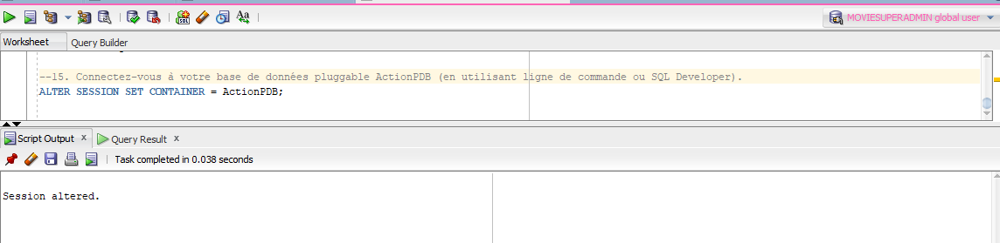 MOVIESUPERADMIN global user
Worksheet Query Builder
--15. Connectez-vous à votre base de données pluggable ActionPDB (en utilisant ligne de commande ou SQL Developer).
ALTER SESSION SET CONTAINER = ActionPDB;
Script Output x Query Result x
Task completed in 0.038 seconds
Session altered.